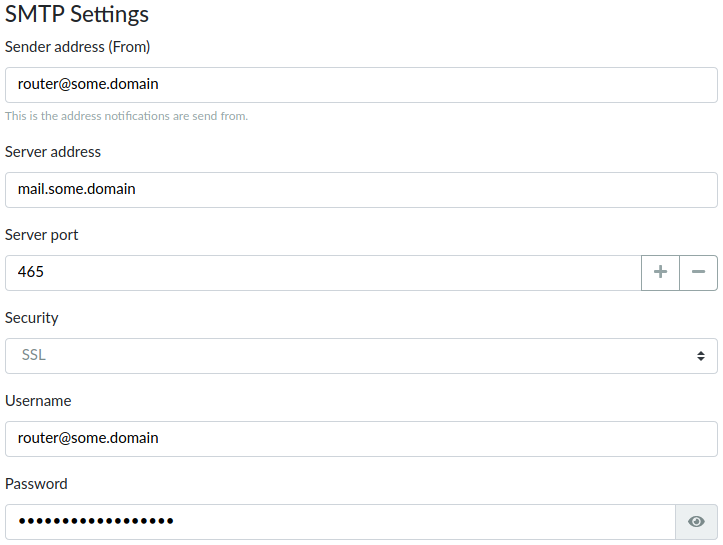 SMTP Settings
Sender address (From)
router@some.domain
This is the address notifications are send from.
Server address
mail.some.domain
Server port
465
Security
SSL
Username
router@some.domain
Password
••••••••••••••••••